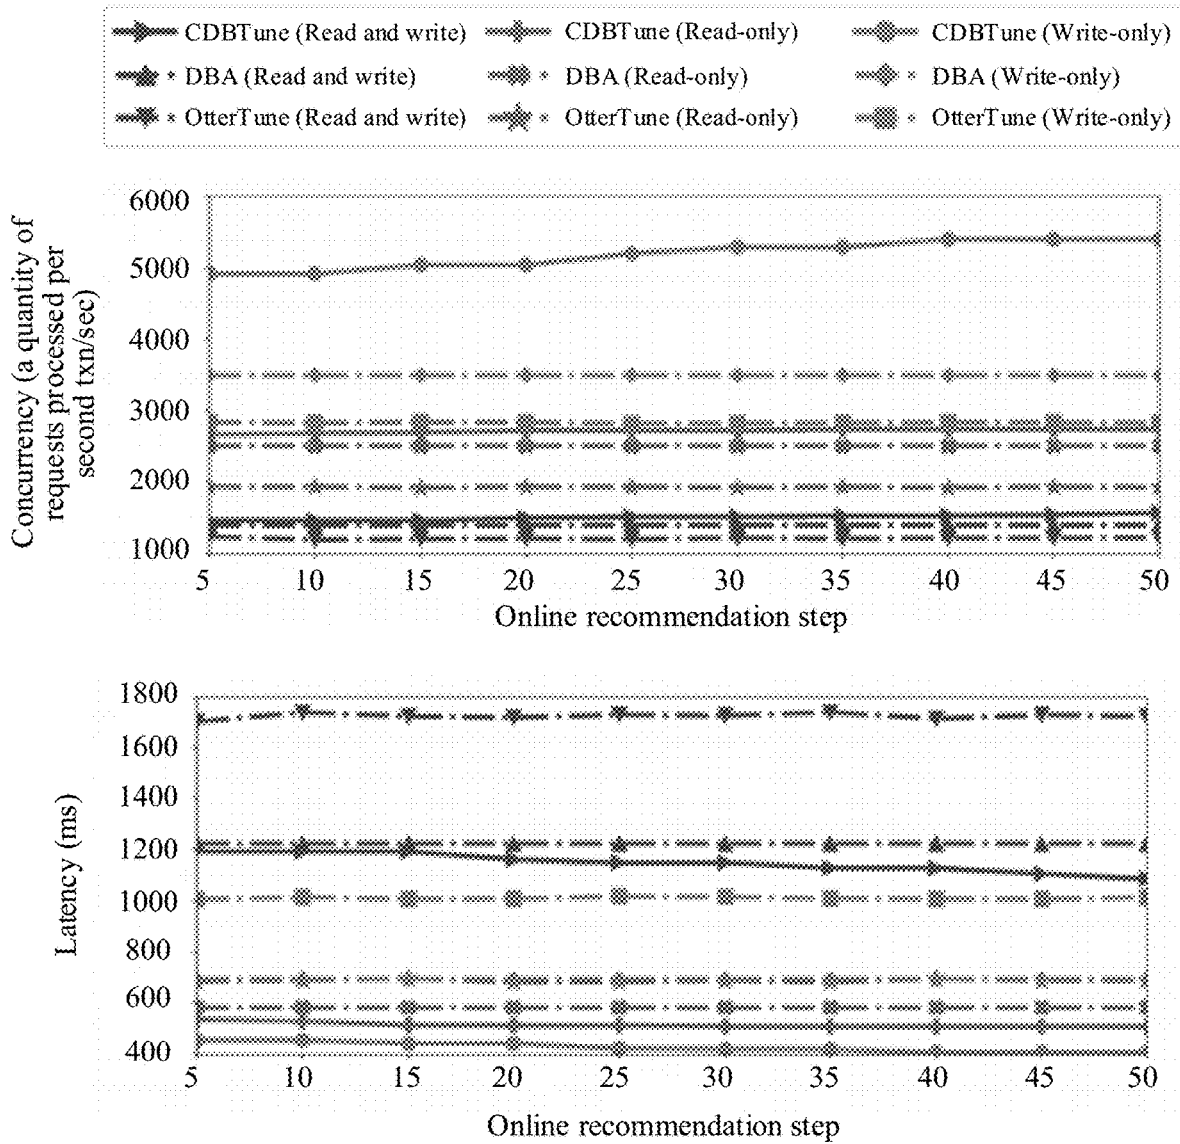 CDBTune (Read and write) CDBTune (Read-only) CDBTune (Write-only)
DBA (Read and write) DBA (Read-only) DBA (Write-only)
OtterTune (Read and write) OtterTune (Read-only) OtterTune (Write-only)
Concurrency (a quantity of
requests processed per
second txn/sec)
6000
5000
4000
3000
2000
1000
5 10 15 20 25 30 35 40 45 50
Online recommendation step
Latency (ms)
1800
1600
1400
1200
1000
800
600
400
5 10 15 20 25 30 35 40 45 50
Online recommendation step